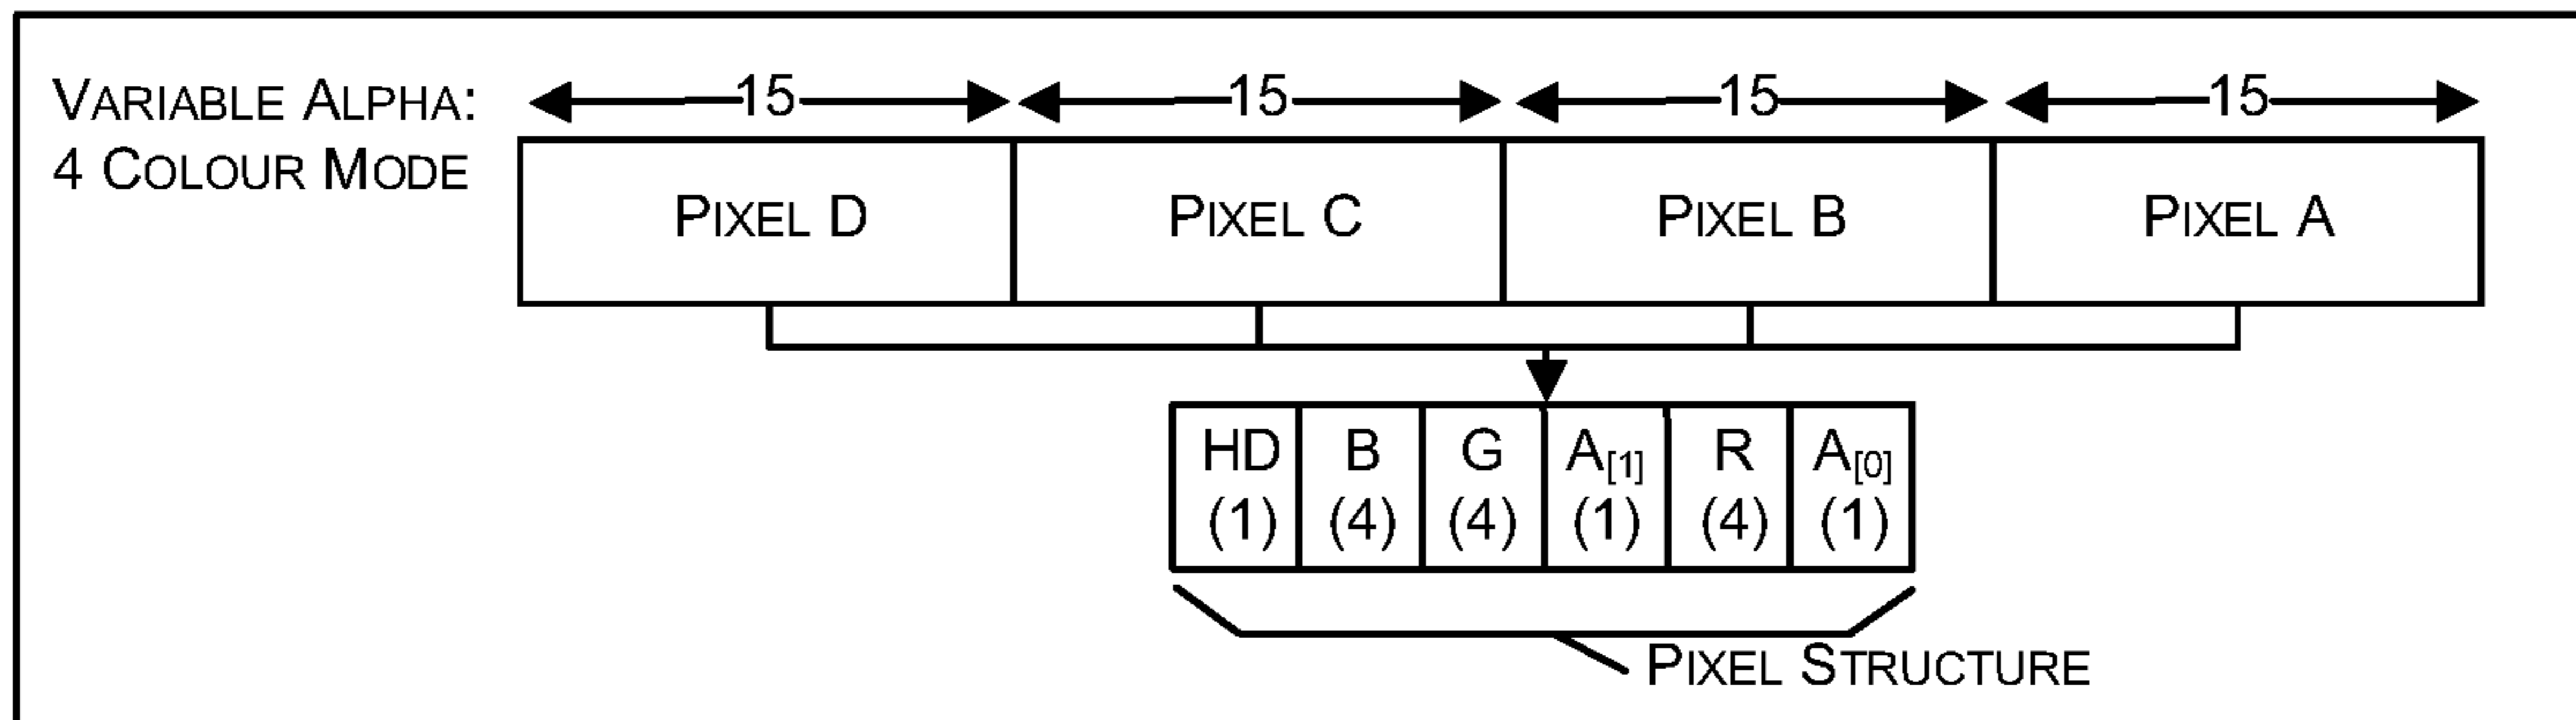 VARIABLE ALPHA:
4 COLOUR MODE
15 15 15 15
PIXEL D PIXEL C PIXEL B PIXEL A
HD B G A[1] R A[0]
(1) (4) (4) (1) (4) (1)
PIXEL STRUCTURE